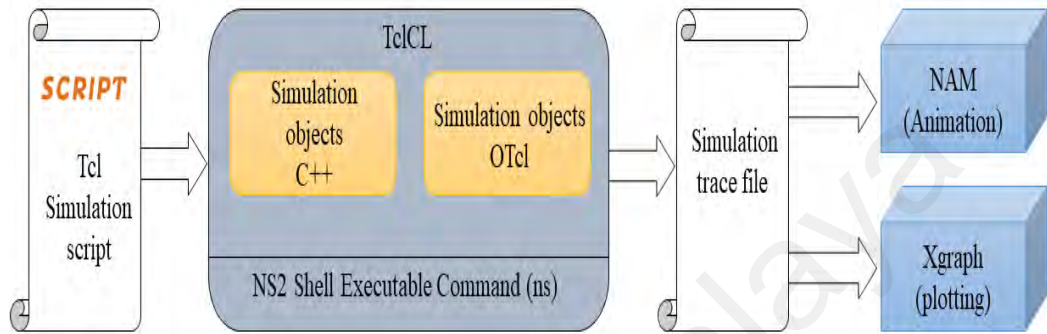 SCRIPT
Tcl
Simulation
script
TclCL
Simulation
objects
C++
Simulation objects
OTcl
NS2 Shell Executable Command (ns)
Simulation
trace file
NAM
(Animation)
Xgraph
(plotting)
laya